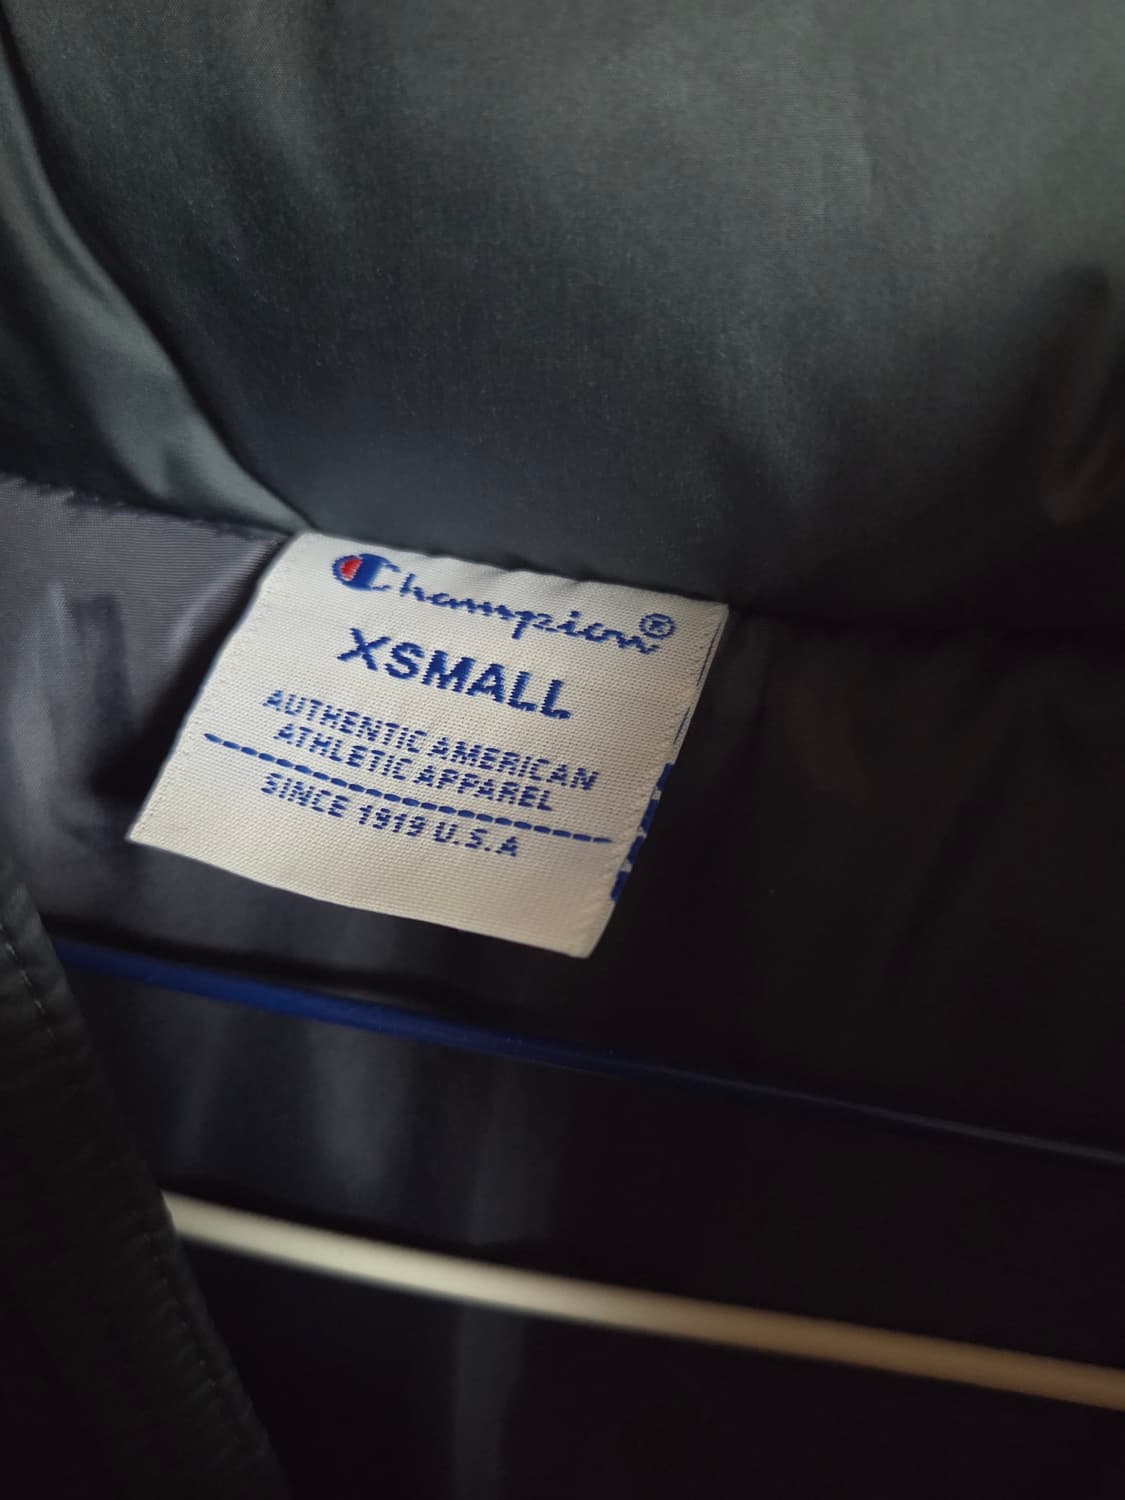 Champion®
XSMALL
AUTHENTIC AMERICAN
ATHLETIC APPAREL
SINCE 1919 U.S.A